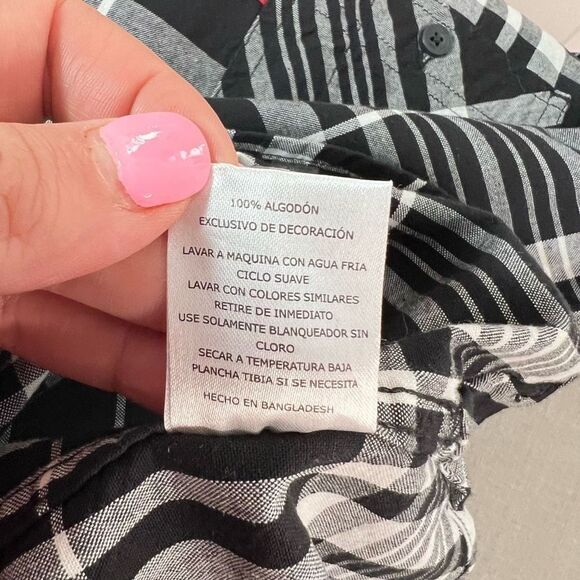 100% ALGODÓN
EXCLUSIVO DE DECORACIÓN
LAVAR A MAQUINA CON AGUA FRIA
CICLO SUAVE
LAVAR CON COLORES SIMILARES
RETIRE DE INMEDIATO
USE SOLAMENTE BLANQUEADOR SIN
CLORO
SECAR A TEMPERATURA BAJA
PLANCHA TIBIA SI SE NECESITA
HECHO EN BANGLADESH